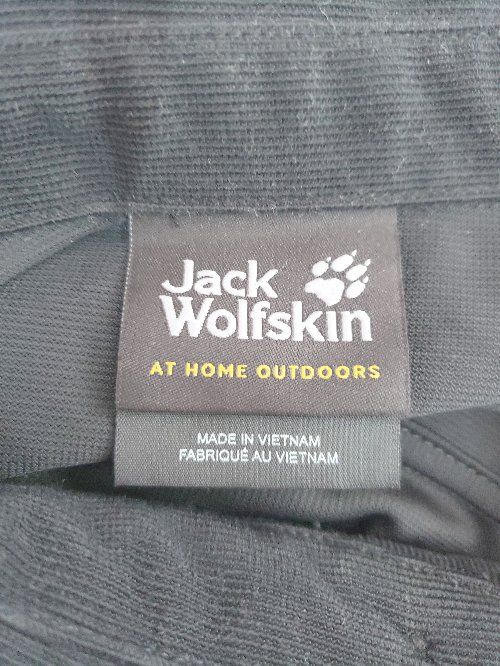 Jack
Wolfskin
AT HOME OUTDOORS
MADE IN VIETNAM
FABRIQUÉ AU VIETNAM